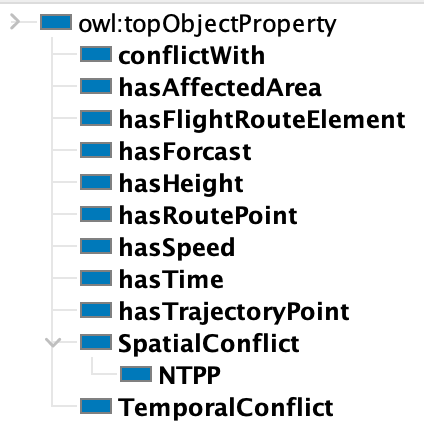 owl:topObjectProperty
conflictWith
hasAffectedArea
hasFlightRouteElement
hasForcast
hasHeight
hasRoutePoint
hasSpeed
hasTime
hasTrajectoryPoint
SpatialConflict
NTPP
TemporalConflict